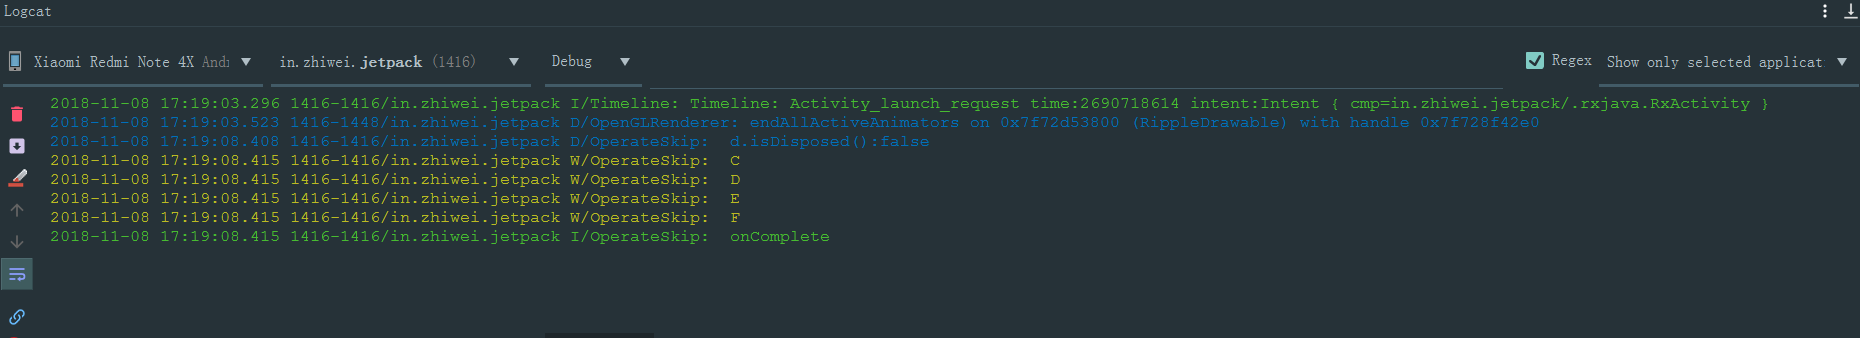 Logcat
Xiaomi Redmi Note 4X Andr
in.zhiwei.jetpack (1416)
Debug
Regex
Show only selected applicat
2018-11-08 17:19:03.296 1416-1416/in.zhiwei.jetpack I/Timeline: Timeline: Activity_launch_request time:2690718614 intent:Intent { cmp=in.zhiwei.jetpack/.rxjava.RxActivity }
2018-11-08 17:19:03.523 1416-1448/in.zhiwei.jetpack D/OpenGLRenderer: endAllActiveAnimators on 0x7f72d53800 (RippleDrawable) with handle 0x7f728f42e0
2018-11-08 17:19:08.408 1416-1416/in.zhiwei.jetpack D/OperateSkip:  d.isDisposed():false
2018-11-08 17:19:08.415 1416-1416/in.zhiwei.jetpack W/OperateSkip:  C
2018-11-08 17:19:08.415 1416-1416/in.zhiwei.jetpack W/OperateSkip:  D
2018-11-08 17:19:08.415 1416-1416/in.zhiwei.jetpack W/OperateSkip:  E
2018-11-08 17:19:08.415 1416-1416/in.zhiwei.jetpack W/OperateSkip:  F
2018-11-08 17:19:08.415 1416-1416/in.zhiwei.jetpack I/OperateSkip:  onComplete